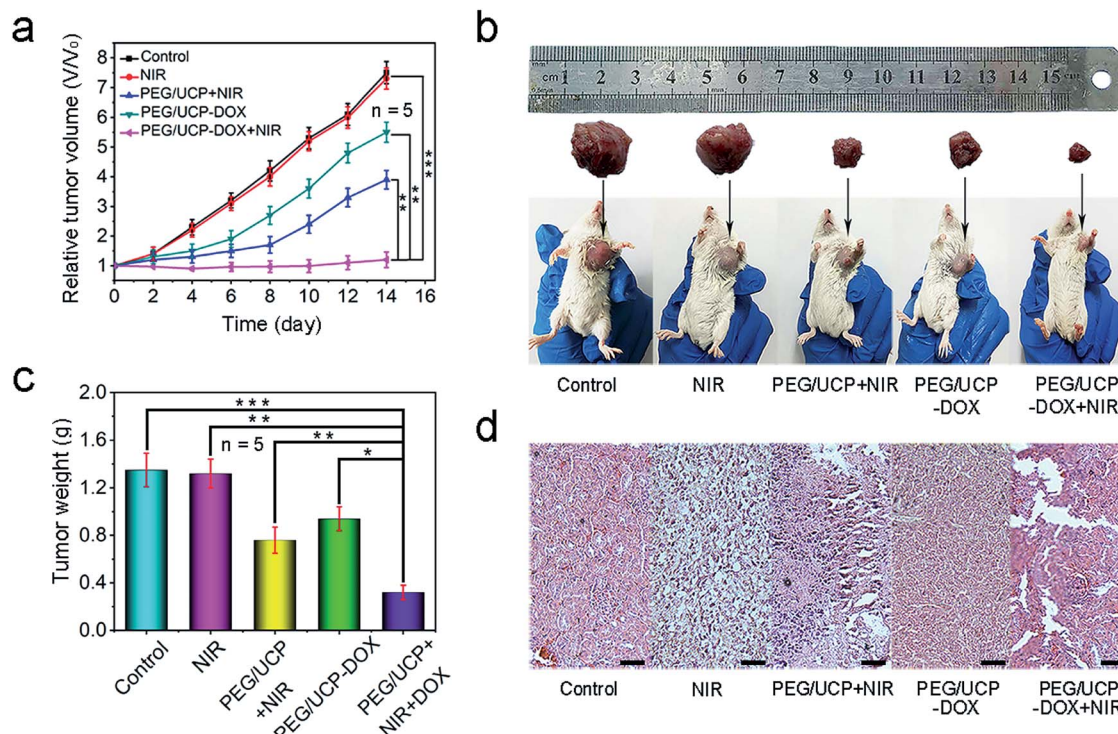 a
Relative tumor volume (V/V₀)
7
6
5
4
3
2
1
Control
NIR
PEG/UCP+NIR
PEG/UCP-DOX
PEG/UCP-DOX+NIR
n = 5
***
**
**
0 2 4 6 8 10 12 14 16
Time (day)
b
cm 1 2 3 4 5 6 7 8 9 10 11 12 13 14 15 cm
Control
NIR
PEG/UCP+NIR
PEG/UCP
-DOX
PEG/UCP
-DOX+NIR
c
Tumor weight (g)
2.0
1.6
1.2
0.8
0.4
0.0
***
**
n = 5
**
*
Control
NIR
PEG/UCP
+NIR
PEG/UCP-DOX
PEG/UCP+
NIR+DOX
d
Control
NIR
PEG/UCP+NIR
PEG/UCP
-DOX
PEG/UCP
-DOX+NIR